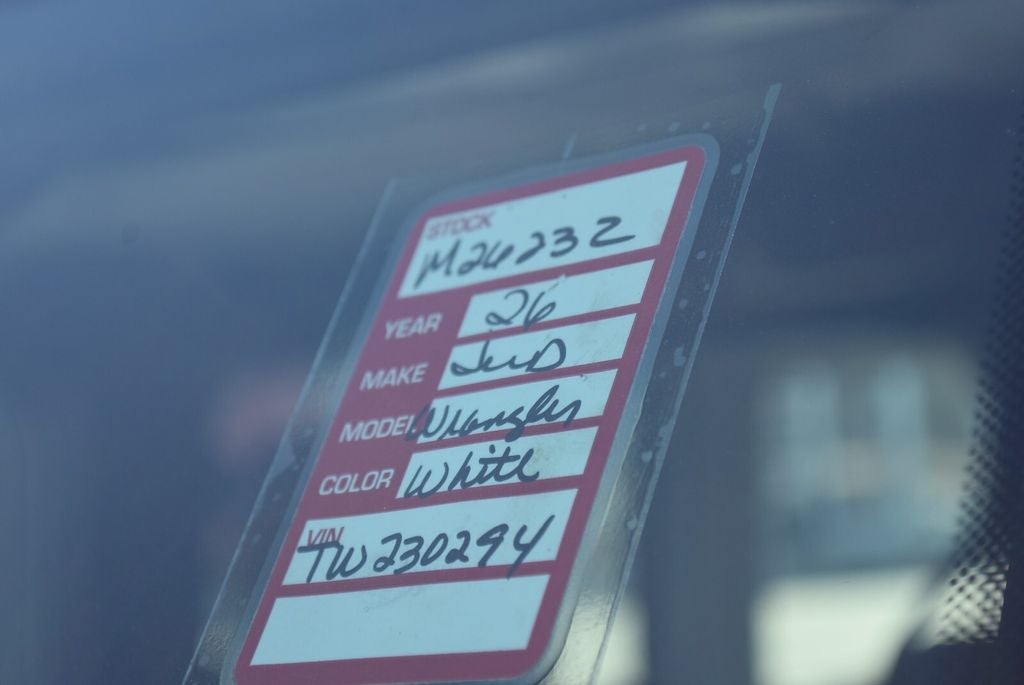 STOCK
M26232
YEAR 26
MAKE Jeep
MODEL Wrangler
COLOR White
VIN
TW230294